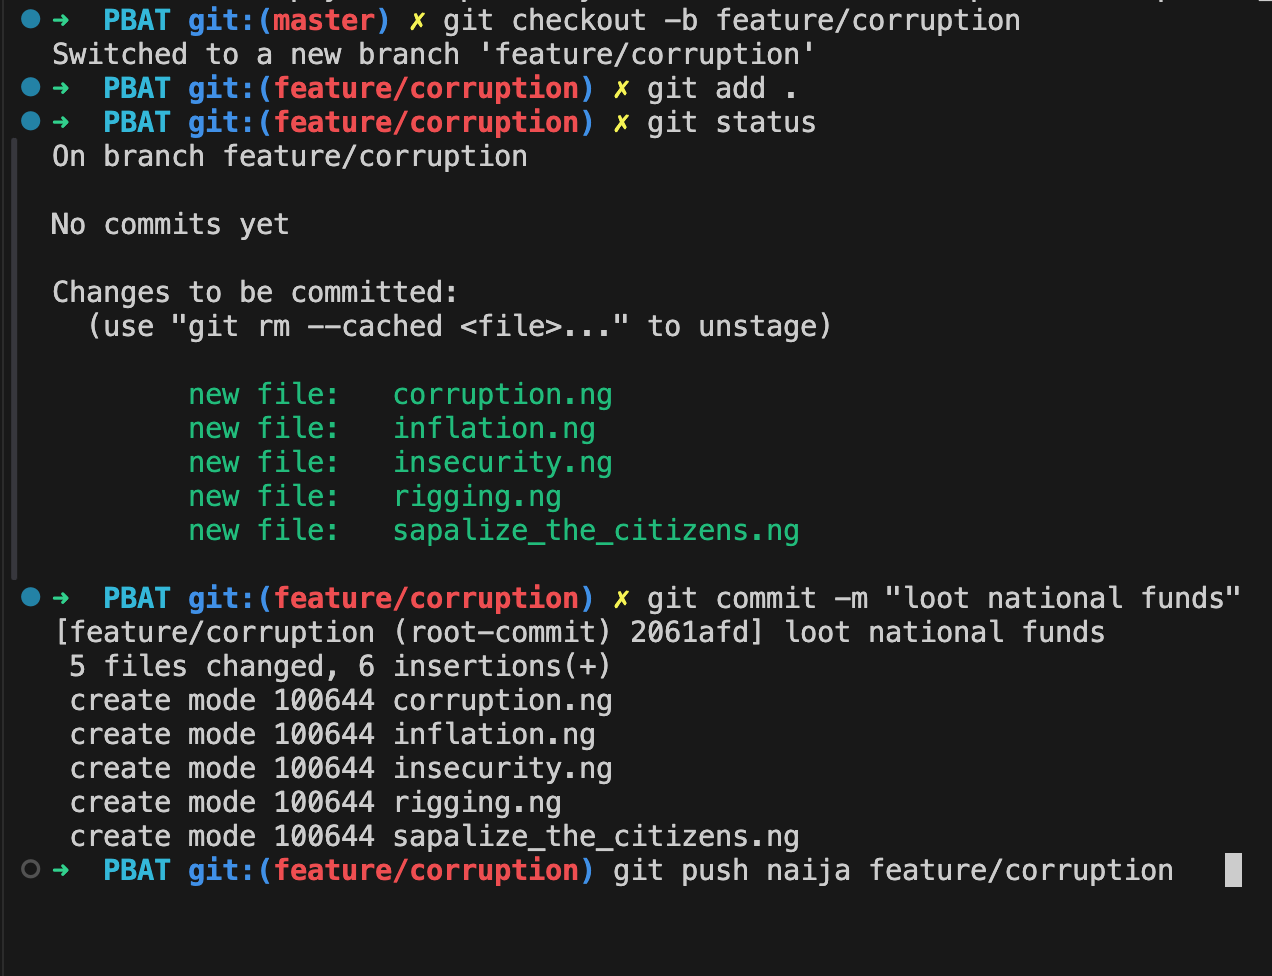 ➜ PBAT git:(master) ✗ git checkout -b feature/corruption
Switched to a new branch 'feature/corruption'
➜ PBAT git:(feature/corruption) ✗ git add .
➜ PBAT git:(feature/corruption) ✗ git status
On branch feature/corruption
No commits yet
Changes to be committed:
(use "git rm --cached <file>..." to unstage)
new file: corruption.ng
new file: inflation.ng
new file: insecurity.ng
new file: rigging.ng
new file: sapalize_the_citizens.ng
➜ PBAT git:(feature/corruption) ✗ git commit -m "loot national funds"
[feature/corruption (root-commit) 2061afd] loot national funds
5 files changed, 6 insertions(+)
create mode 100644 corruption.ng
create mode 100644 inflation.ng
create mode 100644 insecurity.ng
create mode 100644 rigging.ng
create mode 100644 sapalize_the_citizens.ng
➜ PBAT git:(feature/corruption) git push naija feature/corruption